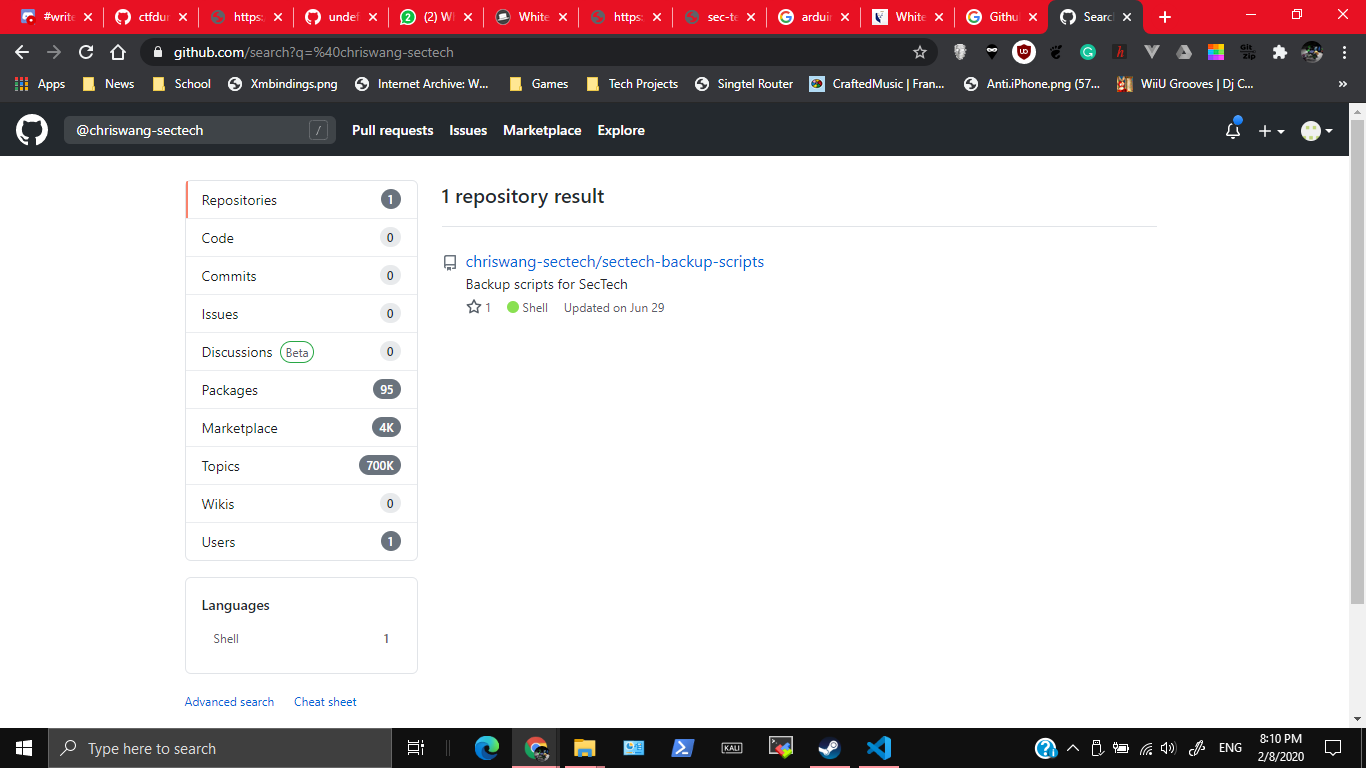 #write
ctfdur
https:
undef
(2) Wh
White
https:
sec-te
arduin
White
Github
Searc
github.com/search?q=%40chriswang-sectech
Apps
News
School
Xmbindings.png
Internet Archive: W...
Games
Tech Projects
Singtel Router
CraftedMusic | Fran...
Anti.iPhone.png (57...
WiiU Grooves | Dj C...
»
@chriswang-sectech
/
Pull requests
Issues
Marketplace
Explore
Repositories 1
Code 0
Commits 0
Issues 0
Discussions Beta 0
Packages 95
Marketplace 4K
Topics 700K
Wikis 0
Users 1
Languages
Shell 1
Advanced search Cheat sheet
1 repository result
chriswang-sectech/sectech-backup-scripts
Backup scripts for SecTech
1 Shell Updated on Jun 29
Type here to search
KALI
ENG
8:10 PM
2/8/2020